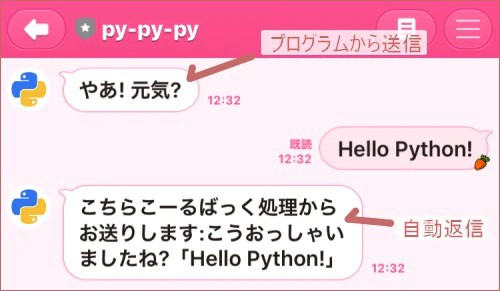 py-py-py
プログラムから送信
やあ! 元気?
12:32
既読
12:32
Hello Python!
こちらこーるばっく処理から
お送りします:こうおっしゃい
ましたね?「Hello Python!」
12:32
自動返信